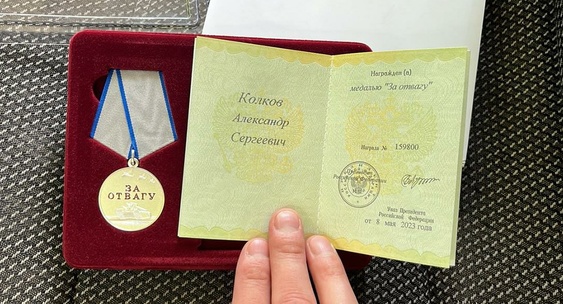 ЗА
ОТВАГУ
Колков
Александр
Сергеевич
Награжден (а)
медалью "За отвагу"
Награда № 159800
Указ Президента
Российской Федерации
от 8 мая 2023 года